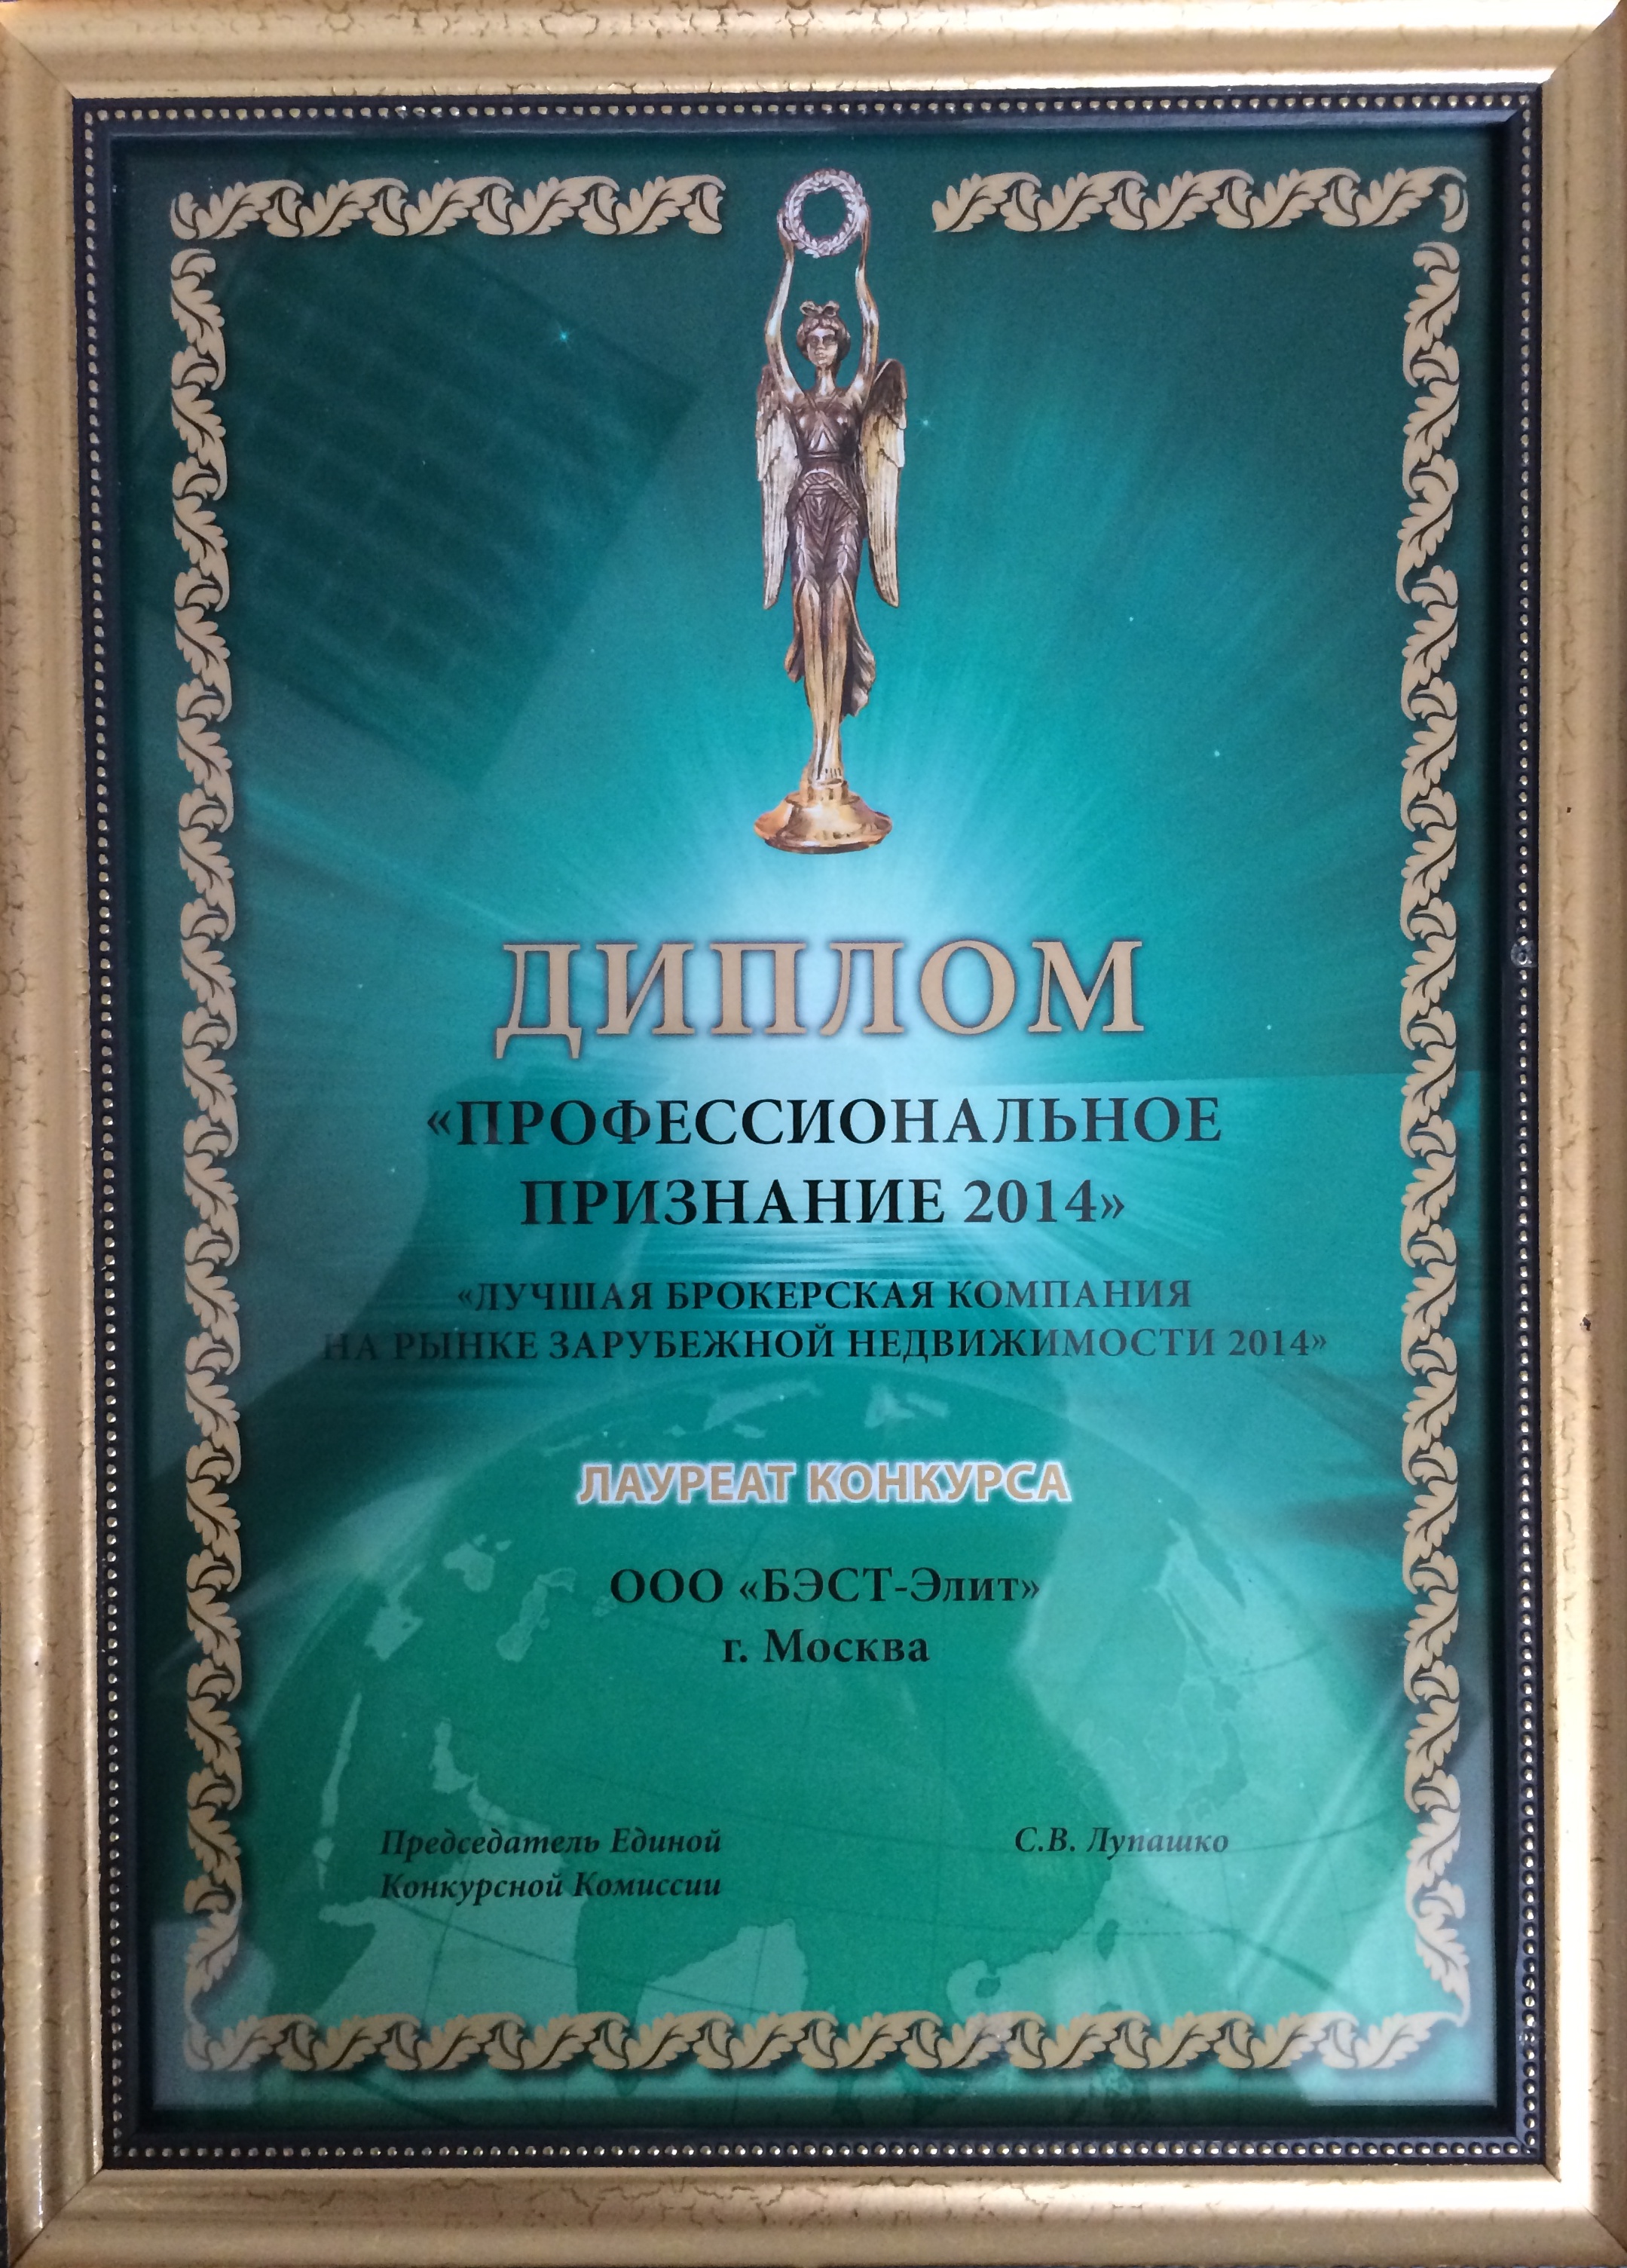 ДИПЛОМ
«ПРОФЕССИОНАЛЬНОЕ
ПРИЗНАНИЕ 2014»
«ЛУЧШАЯ БРОКЕРСКАЯ КОМПАНИЯ
НА РЫНКЕ ЗАРУБЕЖНОЙ НЕДВИЖИМОСТИ 2014»
ЛАУРЕАТ КОНКУРСА
ООО «БЭСТ-Элит»
г. Москва
Председатель Единой С.В. Лупашко
Конкурсной Комиссии